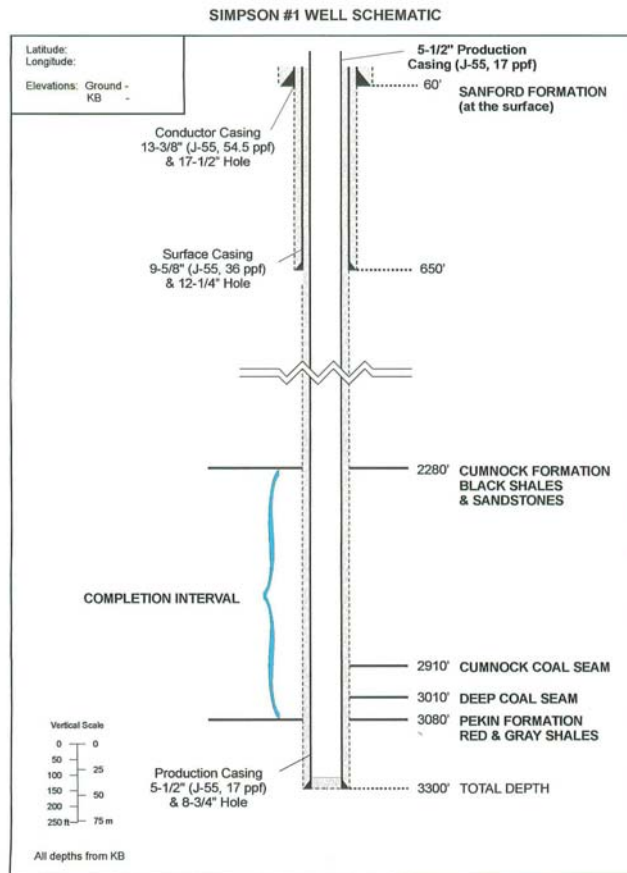 SIMPSON #1 WELL SCHEMATIC
Latitude:
Longitude:
Elevations: Ground -
KB -
5-1/2" Production
Casing (J-55, 17 ppf)
60' SANFORD FORMATION
(at the surface)
Conductor Casing
13-3/8" (J-55, 54.5 ppf)
& 17-1/2" Hole
Surface Casing
9-5/8" (J-55, 36 ppf)
& 12-1/4" Hole
650'
2280' CUMNOCK FORMATION
BLACK SHALES
& SANDSTONES
COMPLETION INTERVAL
2910' CUMNOCK COAL SEAM
3010' DEEP COAL SEAM
3080' PEKIN FORMATION
RED & GRAY SHALES
Vertical Scale
0 0
50
100 25
150
200 50
250 ft 75 m
Production Casing
5-1/2" (J-55, 17 ppf)
& 8-3/4" Hole
3300' TOTAL DEPTH
All depths from KB